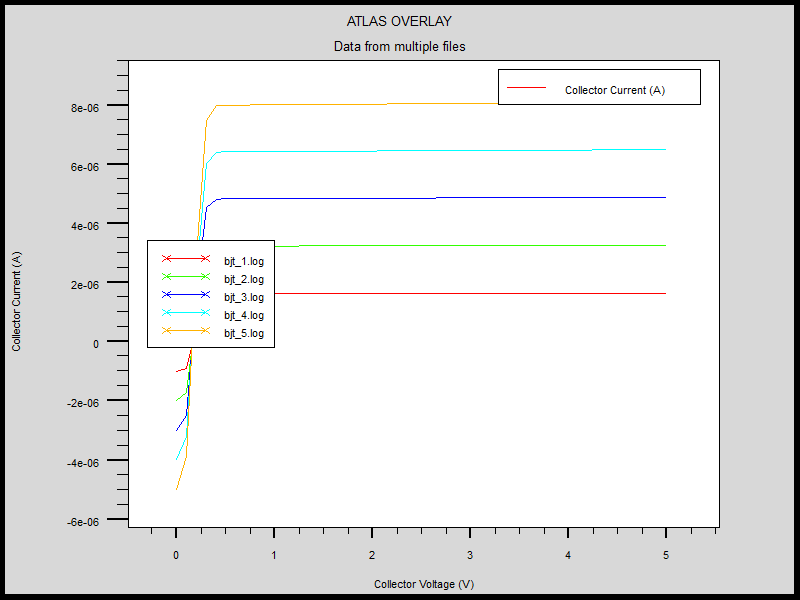 ATLAS OVERLAY
Data from multiple files
Collector Current (A)
8e-06
6e-06
4e-06
2e-06
0
-2e-06
-4e-06
-6e-06
Collector Current (A)
bjt_1.log
bjt_2.log
bjt_3.log
bjt_4.log
bjt_5.log
0 1 2 3 4 5
Collector Voltage (V)